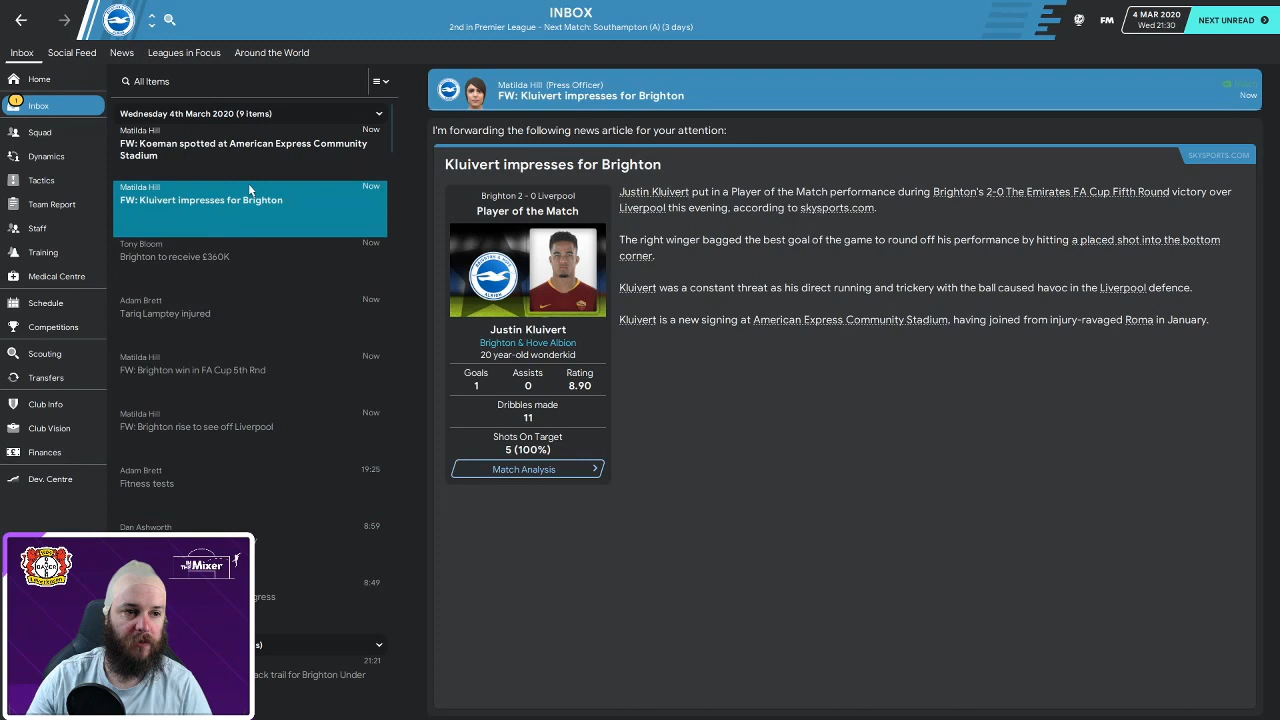 INBOX
2nd in Premier League - Next Match: Southampton (A) (3 days)
FM
4 MAR 2020
Wed 21:30
NEXT UNREAD
Inbox
Social Feed
News
Leagues in Focus
Around the World
Home
1
Inbox
Squad
Dynamics
Tactics
Team Report
Staff
Training
Medical Centre
Schedule
Competitions
Scouting
Transfers
Club Info
Club Vision
Finances
Dev. Centre
All Items
Wednesday 4th March 2020 (9 items)
Matilda Hill
Now
FW: Koeman spotted at American Express Community
Stadium
Matilda Hill
Now
FW: Kluivert impresses for Brighton
Tony Bloom
Now
Brighton to receive £360K
Adam Brett
Now
Tariq Lamptey injured
Matilda Hill
Now
FW: Brighton win in FA Cup 5th Rnd
Matilda Hill
Now
FW: Brighton rise to see off Liverpool
Adam Brett
19:25
Fitness tests
Dan Ashworth
8:59
8:49
gress
s)
21:21
ack trail for Brighton Under
Matilda Hill (Press Officer)
FW: Kluivert impresses for Brighton
Now
I'm forwarding the following news article for your attention:
Kluivert impresses for Brighton
SKYSPORTS.COM
Brighton 2 - 0 Liverpool
Player of the Match
BRIGHTON & HOVE
ALBION
Justin Kluivert
Brighton & Hove Albion
20 year-old wonderkid
Goals Assists Rating
1 0 8.90
Dribbles made
11
Shots On Target
5 (100%)
Match Analysis
Justin Kluivert put in a Player of the Match performance during Brighton's 2-0 The Emirates FA Cup Fifth Round victory over
Liverpool this evening, according to skysports.com.
The right winger bagged the best goal of the game to round off his performance by hitting a placed shot into the bottom
corner.
Kluivert was a constant threat as his direct running and trickery with the ball caused havoc in the Liverpool defence.
Kluivert is a new signing at American Express Community Stadium, having joined from injury-ravaged Roma in January.
BAYER
Leverkusen
IN THE MIXER